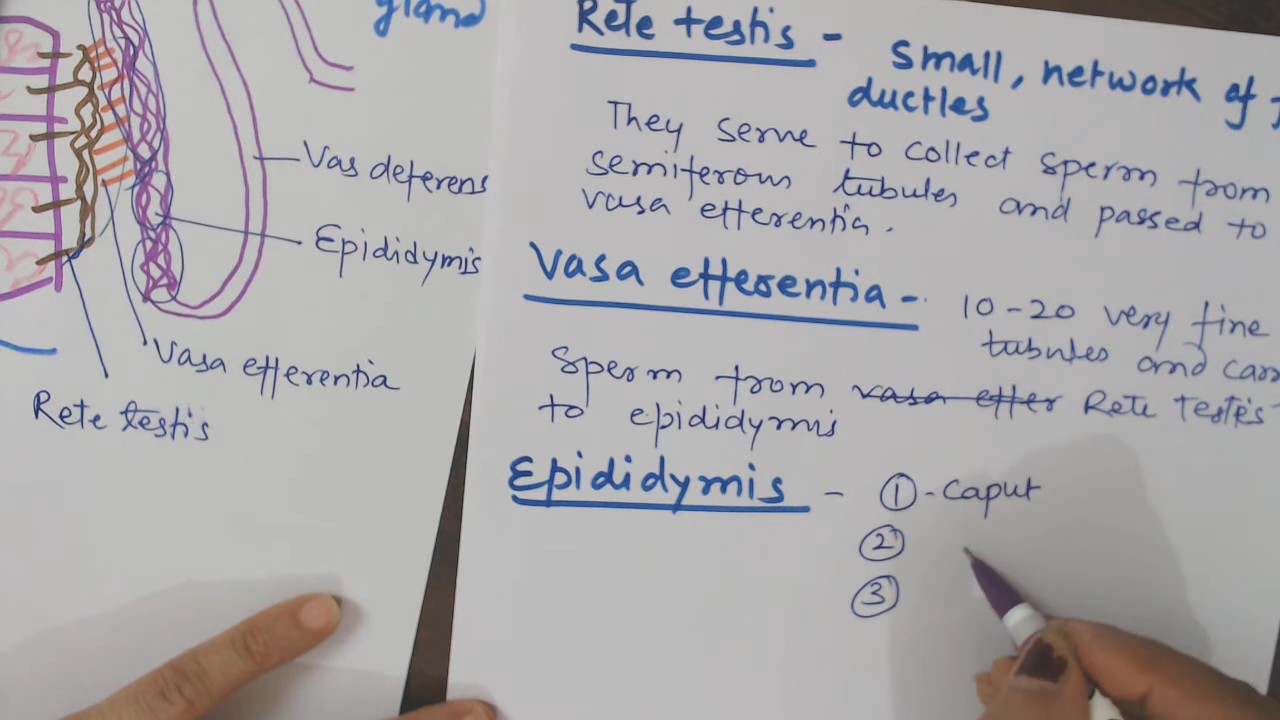 gland
Vas deferens
Epididymis
Vasa efferentia
Rete testis
Rete testis -
small, network of
ductles
They serve to collect sperm from
semiferous tubules and passed to
vasa efferentia.
Vasa efferentia -
10-20 very fine
tubules and carr
Sperm from vasa effer Rete Testis
to epididymis
Epididymis - ① - Caput
②
③